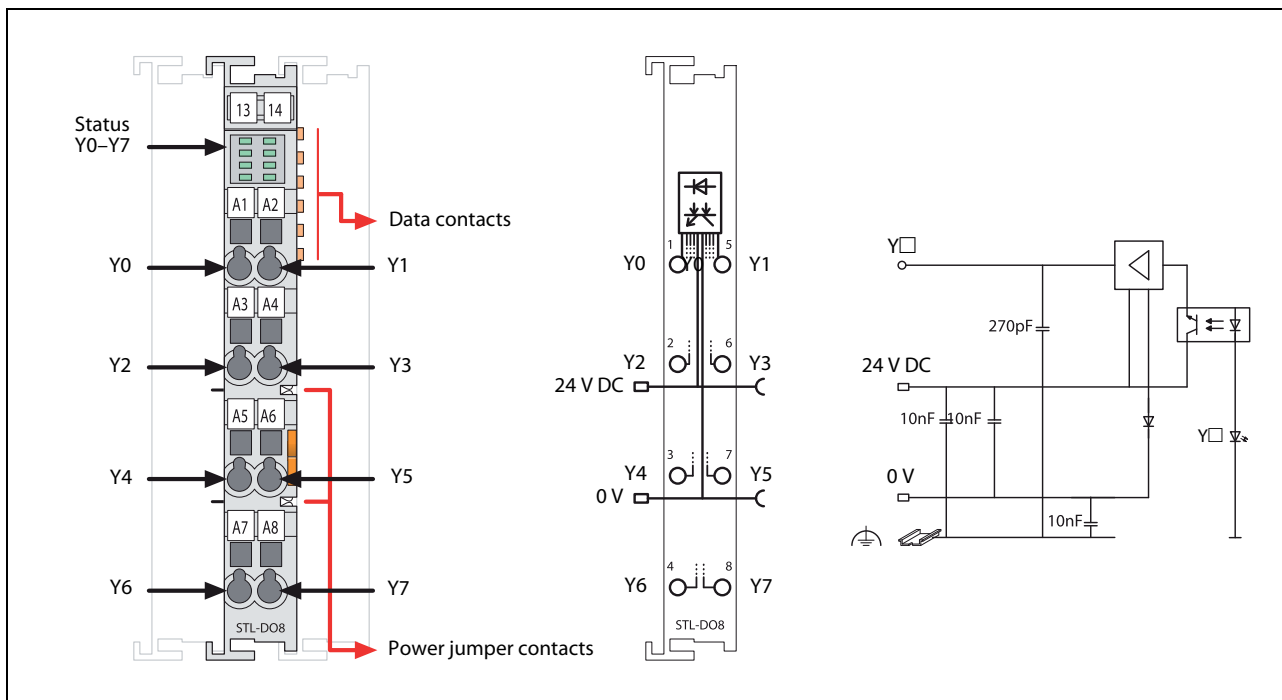 13 14
Status
Y0–Y7
A1 A2
Data contacts
Y0 Y1
A3 A4
Y2 Y3
A5 A6
Y4 Y5
A7 A8
Y6 Y7
STL-DO8
Power jumper contacts
1 5
Y0 Y0 Y1
2 6
Y2 Y3
24 V DC
3 7
Y4 Y5
0 V
4 8
Y6 Y7
STL-DO8
Y□
270pF
24 V DC
10nF 10nF
Y□
0 V
10nF